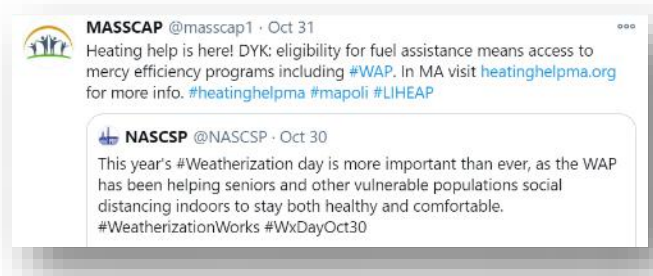 MASSCAP @masscap1 · Oct 31
Heating help is here! DYK: eligibility for fuel assistance means access to
mercy efficiency programs including #WAP. In MA visit heatinghelpma.org
for more info. #heatinghelpma #mapoli #LIHEAP
NASCSP @NASCSP · Oct 30
This year's #Weatherization day is more important than ever, as the WAP
has been helping seniors and other vulnerable populations social
distancing indoors to stay both healthy and comfortable.
#WeatherizationWorks #WxDayOct30